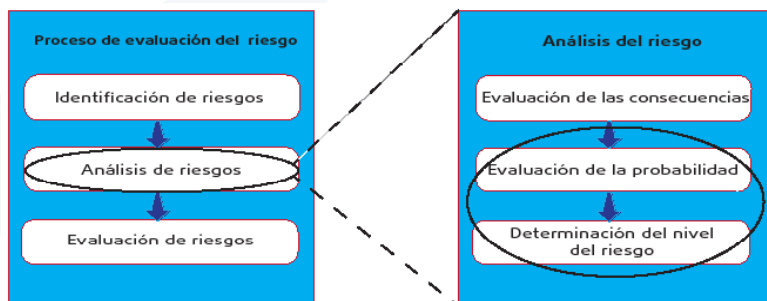 Proceso de evaluación del riesgo
Identificación de riesgos
Análisis de riesgos
Evaluación de riesgos
Análisis del riesgo
Evaluación de las consecuencias
Evaluación de la probabilidad
Determinación del nivel
del riesgo